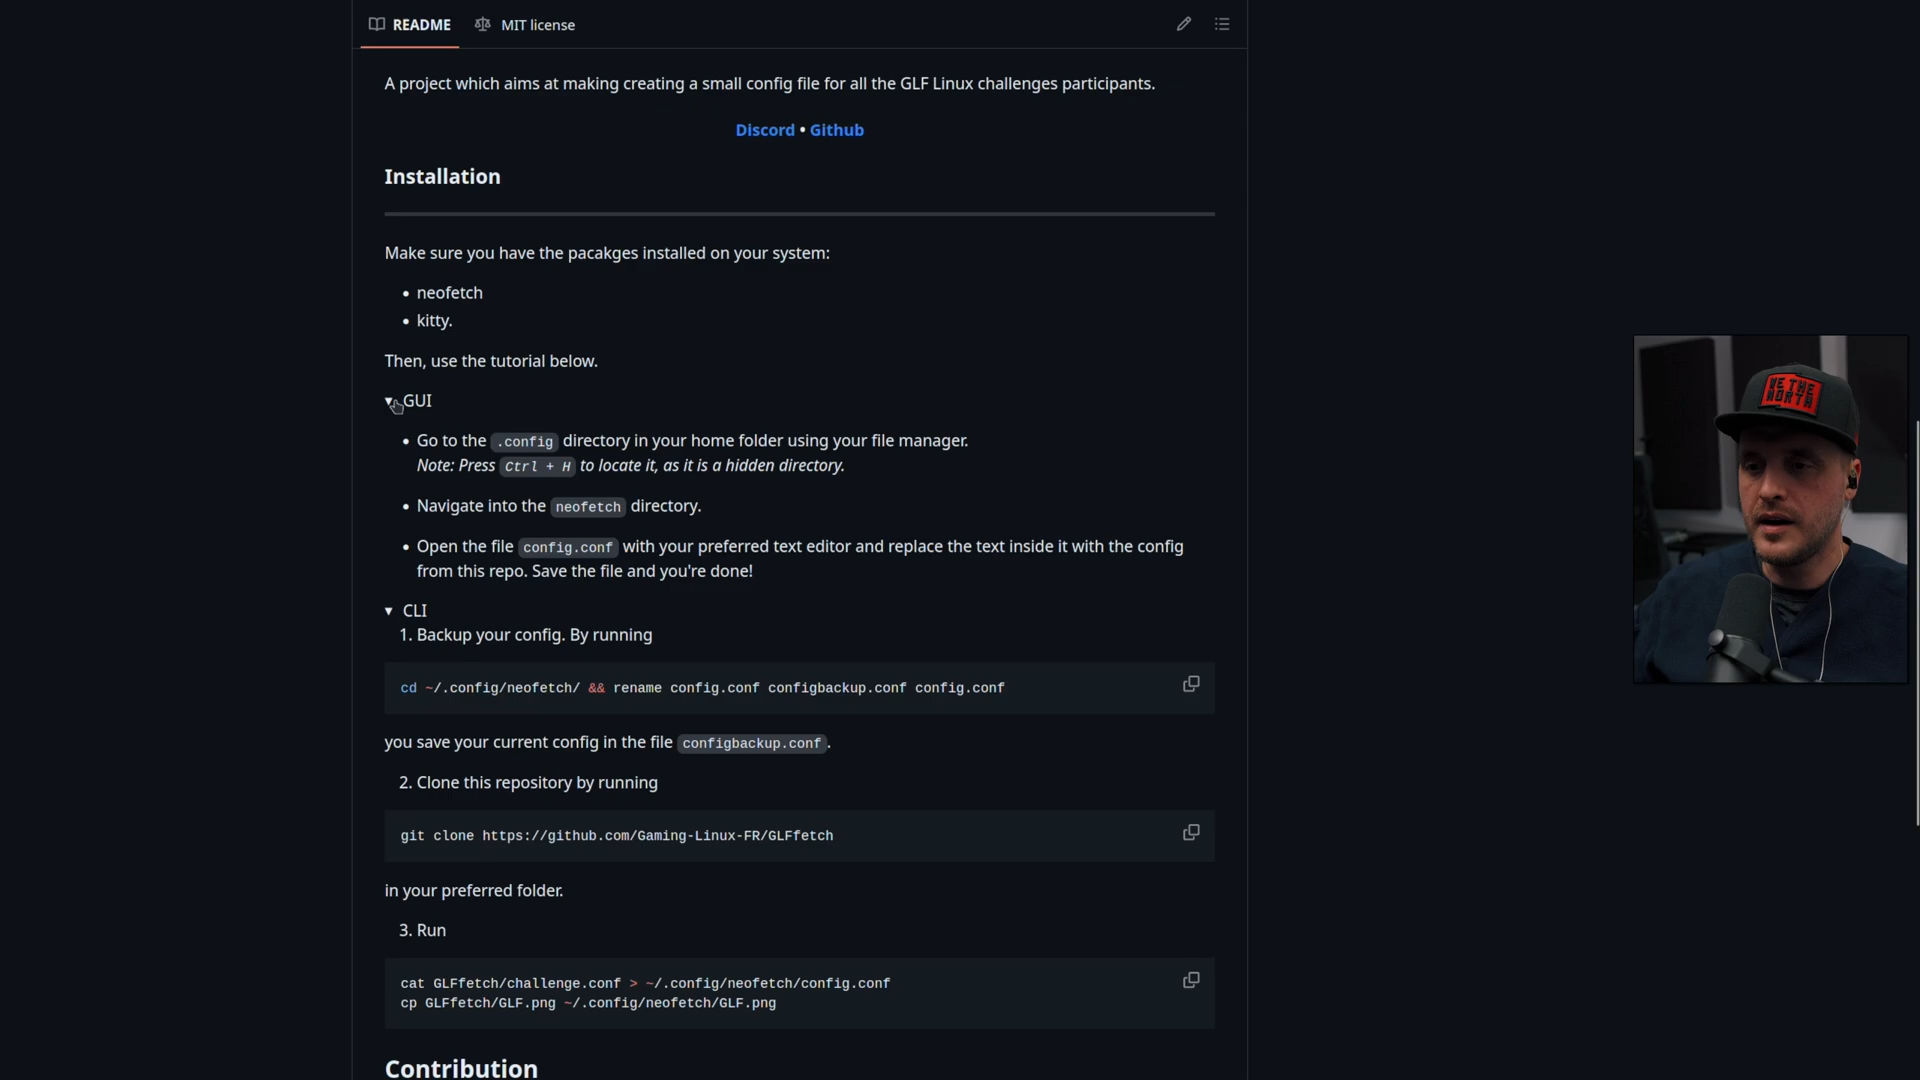 README
MIT license
A project which aims at making creating a small config file for all the GLF Linux challenges participants.
Discord • Github
Installation
Make sure you have the pacakges installed on your system:
• neofetch
• kitty.
Then, use the tutorial below.
▼ GUI
• Go to the .config directory in your home folder using your file manager.
Note: Press Ctrl + H to locate it, as it is a hidden directory.
• Navigate into the neofetch directory.
• Open the file config.conf with your preferred text editor and replace the text inside it with the config
from this repo. Save the file and you're done!
▼ CLI
1. Backup your config. By running
cd ~/.config/neofetch/ && rename config.conf configbackup.conf config.conf
you save your current config in the file configbackup.conf.
2. Clone this repository by running
git clone https://github.com/Gaming-Linux-FR/GLFfetch
in your preferred folder.
3. Run
cat GLFfetch/challenge.conf > ~/.config/neofetch/config.conf
cp GLFfetch/GLF.png ~/.config/neofetch/GLF.png
Contribution
WE THE
NORTH